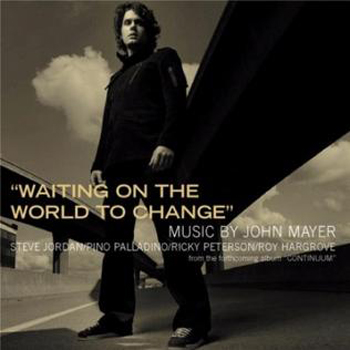 "WAITING ON THE
WORLD TO CHANGE"
MUSIC BY JOHN MAYER
STEVE JORDAN/PINO PALLADINO/RICKY PETERSON/ROY HARGROVE
from the forthcoming album "CONTINUUM"